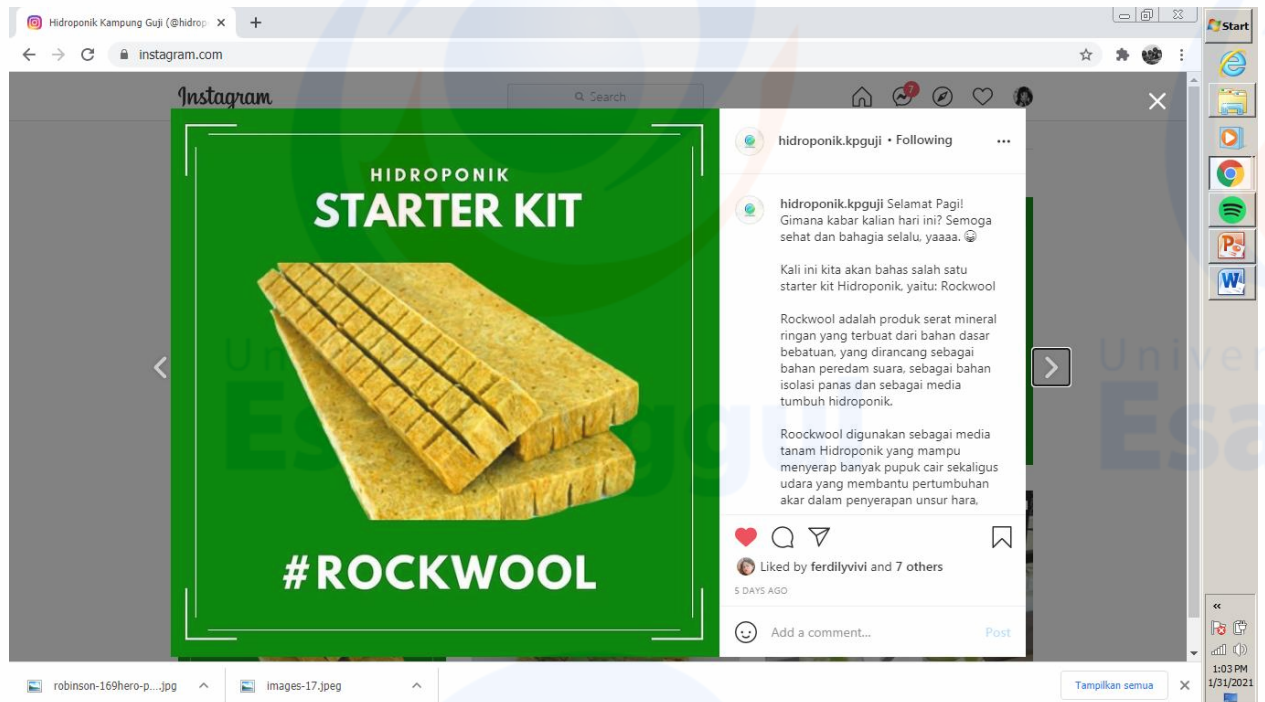 Hidroponik Kampung Guji (@hidrop
instagram.com
Start
Instagram
Search
7
HIDROPONIK
STARTER KIT
#ROCKWOOL
hidroponik.kpguji • Following
hidroponik.kpguji Selamat Pagi!
Gimana kabar kalian hari ini? Semoga
sehat dan bahagia selalu, yaaaa. 😀
Kali ini kita akan bahas salah satu
starter kit Hidroponik, yaitu: Rockwool
Rockwool adalah produk serat mineral
ringan yang terbuat dari bahan dasar
bebatuan, yang dirancang sebagai
bahan peredam suara, sebagai bahan
isolasi panas dan sebagai media
tumbuh hidroponik.
Roockwool digunakan sebagai media
tanam Hidroponik yang mampu
menyerap banyak pupuk cair sekaligus
udara yang membantu pertumbuhan
akar dalam penyerapan unsur hara,
Liked by ferdilyvivi and 7 others
5 DAYS AGO
Add a comment...
Post
robinson-169hero-p....jpg
images-17.jpeg
Tampilkan semua
1:03 PM
1/31/2021